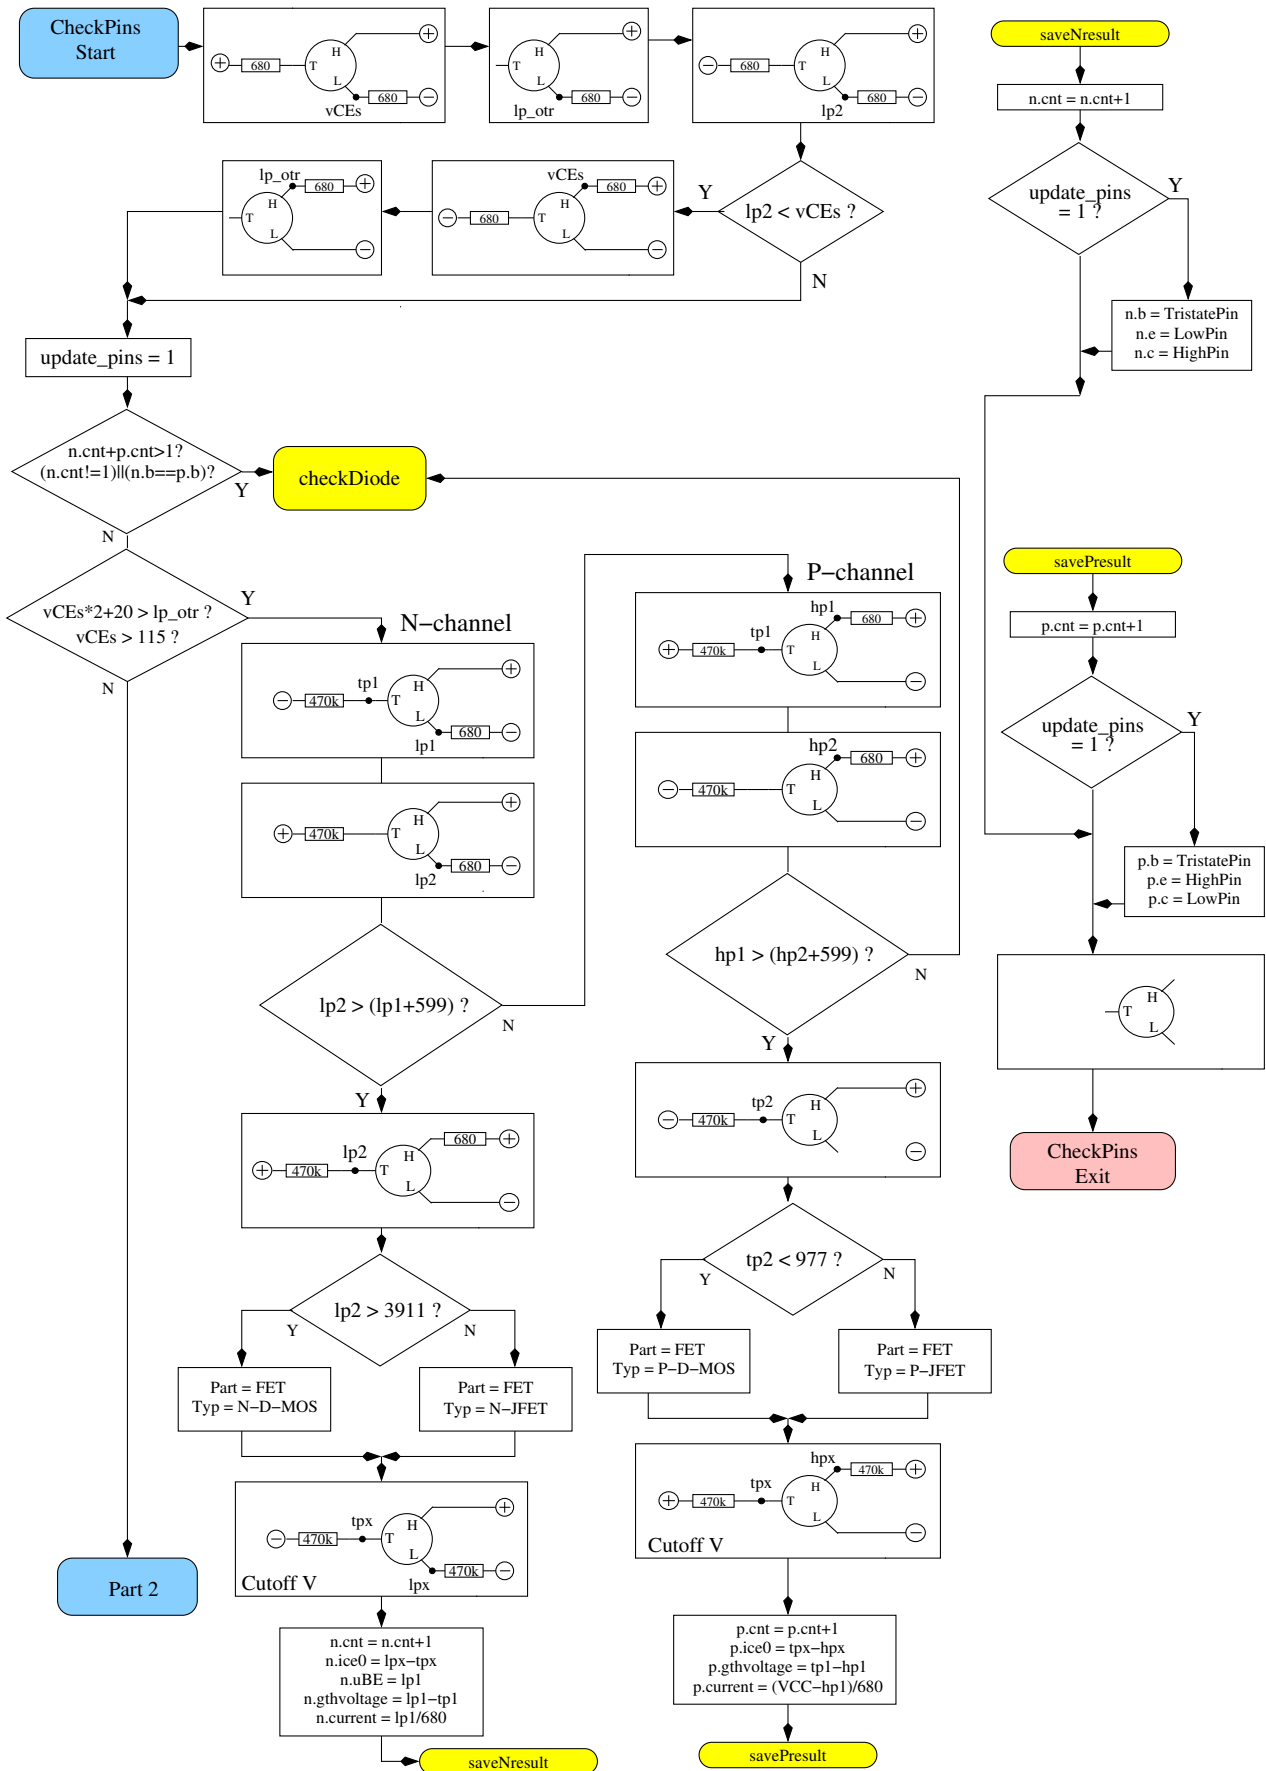 CheckPins
Start
+
680
T
H
L
+
vCEs
680
−
T
H
L
+
lp_otr
680
−
−
680
T
H
L
+
lp2
680
−
saveNresult
n.cnt = n.cnt+1
update_pins
= 1 ?
Y
n.b = TristatePin
n.e = LowPin
n.c = HighPin
lp2 < vCEs ?
Y
N
vCEs
680
+
−
680
T
H
L
−
lp_otr
680
+
T
H
L
−
update_pins = 1
n.cnt+p.cnt>1?
(n.cnt!=1)||(n.b==p.b)?
Y
N
checkDiode
vCEs*2+20 > lp_otr ?
vCEs > 115 ?
Y
N
N−channel
tp1
−
470k
T
H
L
+
lp1
680
−
+
470k
T
H
L
+
lp2
680
−
lp2 > (lp1+599) ?
N
Y
lp2
+
470k
T
H
L
680
+
−
lp2 > 3911 ?
Y
N
Part = FET
Typ = N−D−MOS
Part = FET
Typ = N−JFET
tpx
−
470k
T
H
L
+
lpx
470k
−
Cutoff V
n.cnt = n.cnt+1
n.ice0 = lpx−tpx
n.uBE = lp1
n.gthvoltage = lp1−tp1
n.current = lp1/680
saveNresult
Part 2
P−channel
hp1
680
+
tp1
+
470k
T
H
L
−
hp2
680
+
−
470k
T
H
L
−
hp1 > (hp2+599) ?
N
Y
tp2
−
470k
T
H
L
+
−
tp2 < 977 ?
Y
N
Part = FET
Typ = P−D−MOS
Part = FET
Typ = P−JFET
hpx
470k
+
tpx
+
470k
T
H
L
−
Cutoff V
p.cnt = p.cnt+1
p.ice0 = tpx−hpx
p.gthvoltage = tp1−hp1
p.current = (VCC−hp1)/680
savePresult
savePresult
p.cnt = p.cnt+1
update_pins
= 1 ?
Y
p.b = TristatePin
p.e = HighPin
p.c = LowPin
T
H
L
CheckPins
Exit